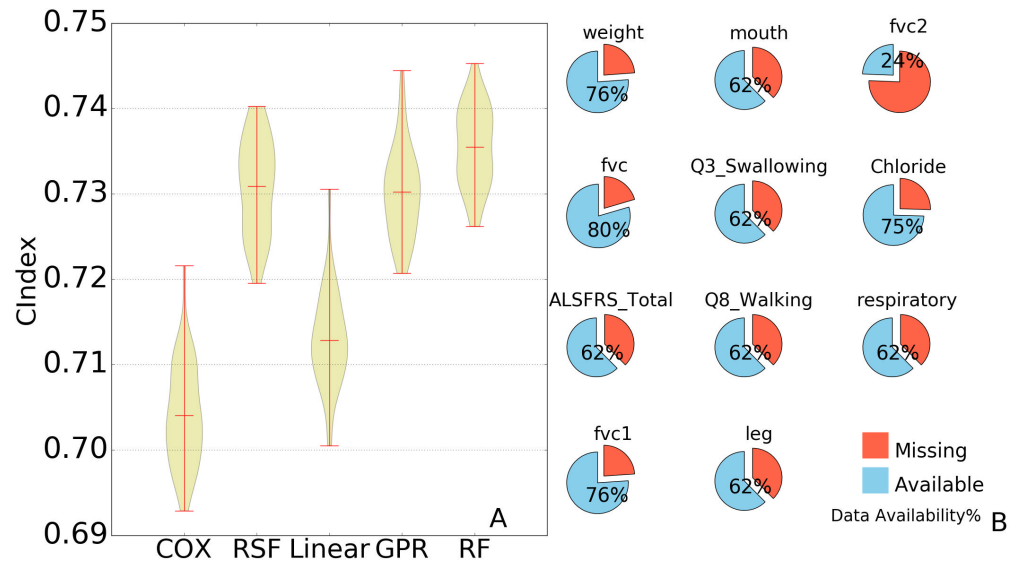 0.75
0.74
0.73
0.72
0.71
0.70
0.69
CIndex
COX RSF Linear GPR RF
A
weight mouth fvc2
76% 62% 24%
fvc Q3_Swallowing Chloride
80% 62% 75%
ALSFRS_Total Q8_Walking respiratory
62% 62% 62%
fvc1 leg
76% 62%
Missing
Available
Data Availability% B